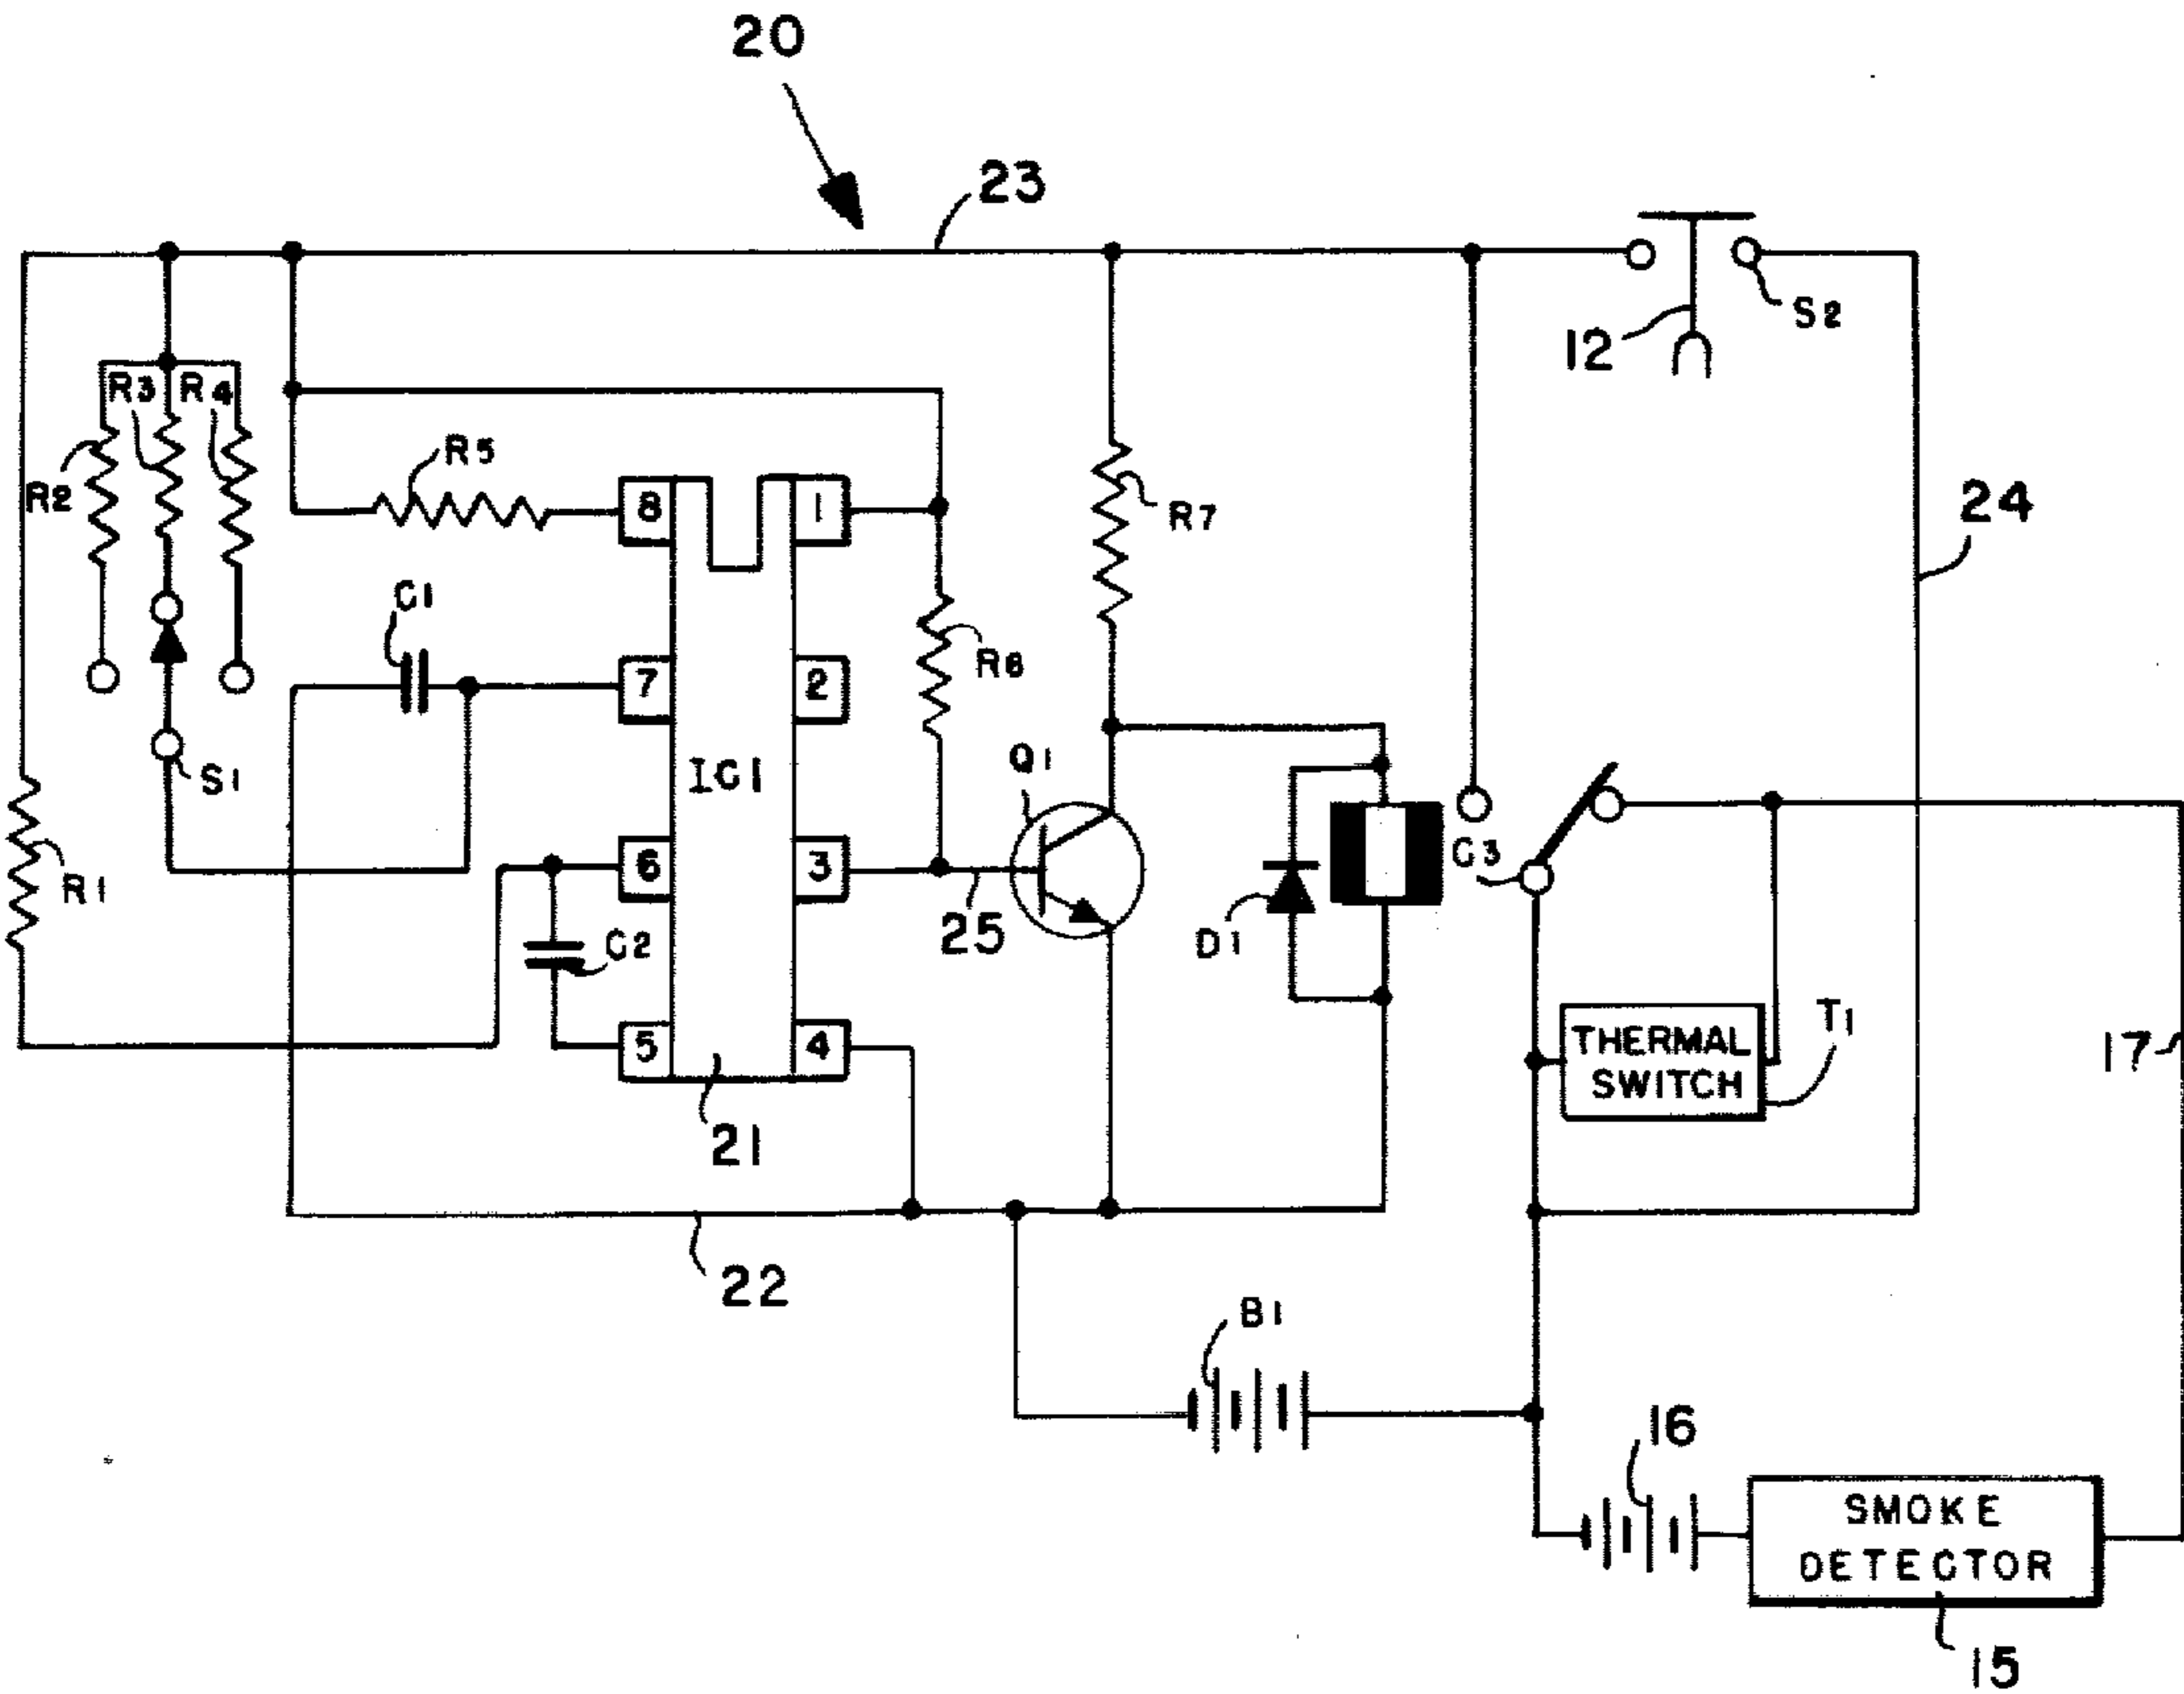 20
23
S2
12
R3 R4
R5
R2
8
1
R7
24
C1
R6
7
2
Q1
IC1
S1
C3
6
3
R1
25
C2
D1
T1
THERMAL
SWITCH
5
4
17
21
22
B1
16
SMOKE
DETECTOR
15